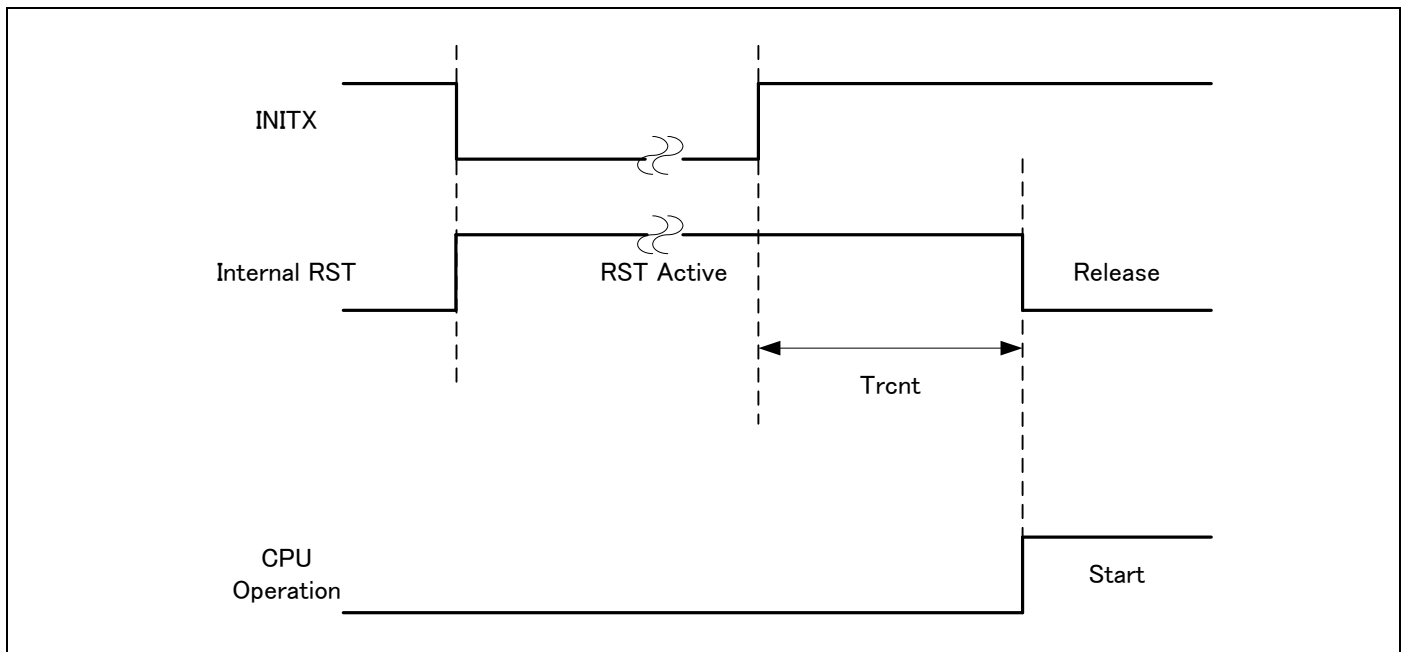 INITX
Internal RST
RST Active
Release
Trcnt
CPU
Operation
Start